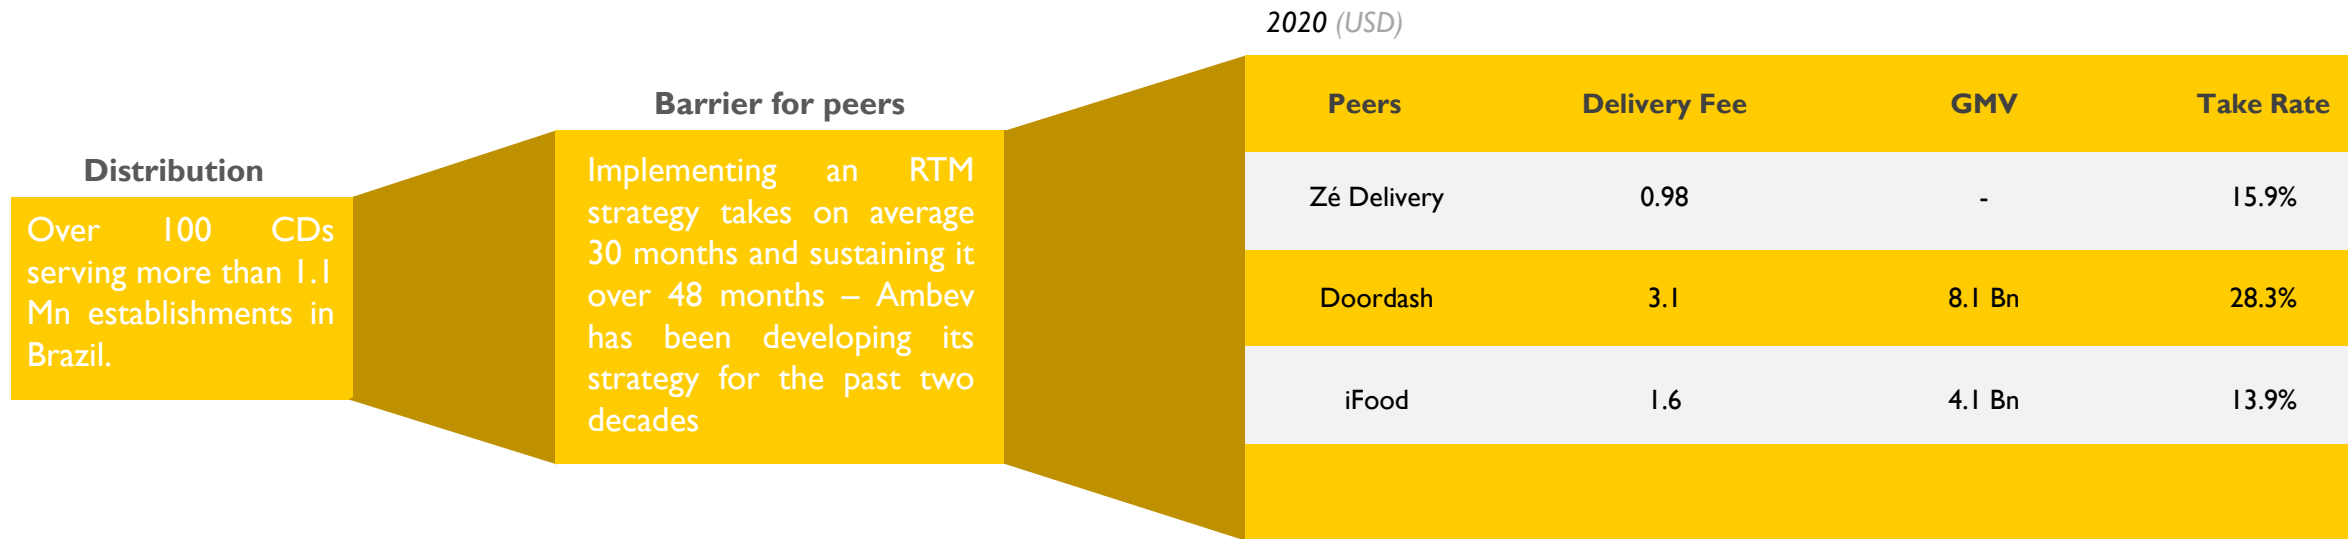 2020 (USD)
Distribution
Over 100 CDs
serving more than 1.1
Mn establishments in
Brazil.
Barrier for peers
Implementing an RTM
strategy takes on average
30 months and sustaining it
over 48 months – Ambev
has been developing its
strategy for the past two
decades
Peers Delivery Fee GMV Take Rate
Zé Delivery 0.98 - 15.9%
Doordash 3.1 8.1 Bn 28.3%
iFood 1.6 4.1 Bn 13.9%